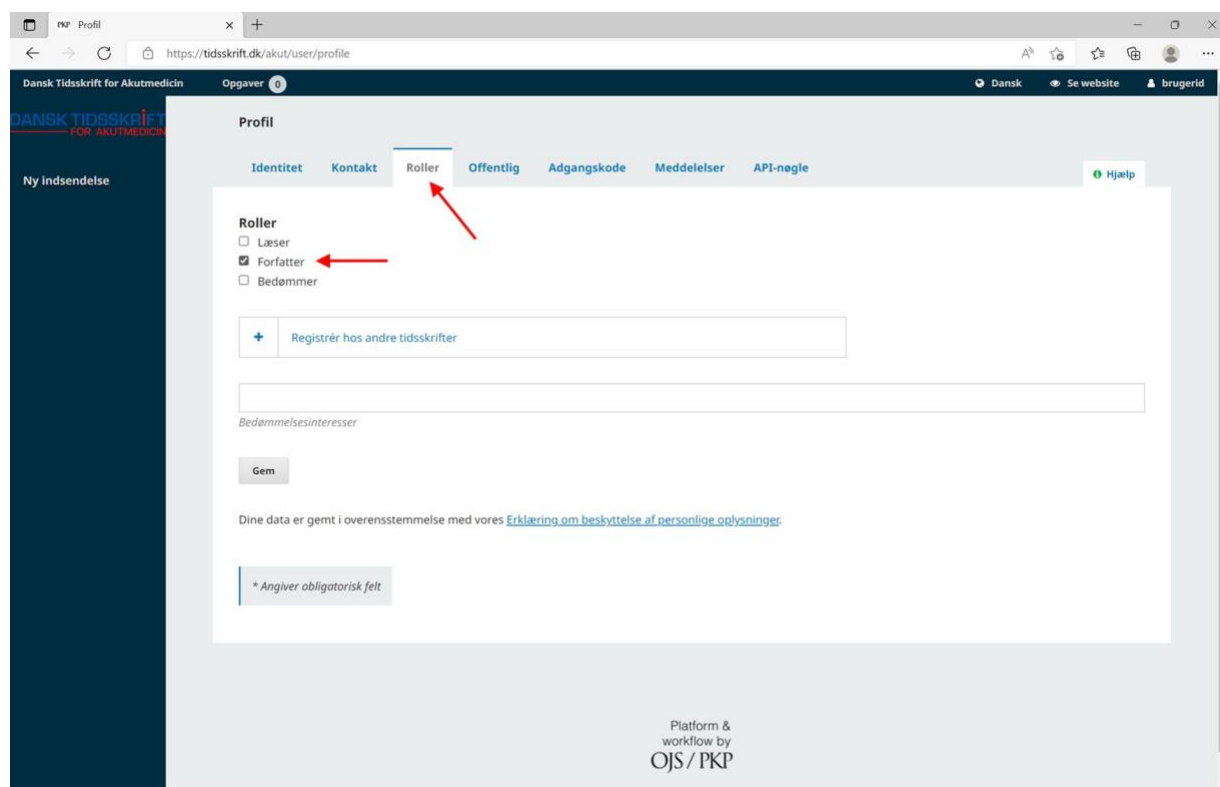 PKP Profil
https://tidsskrift.dk/akut/user/profile
Dansk Tidsskrift for Akutmedicin Opgaver 0 Dansk Se website brugerid
DANSK TIDSSKRIFT
FOR AKUTMEDICIN
Ny indsendelse
Profil
Identitet Kontakt Roller Offentlig Adgangskode Meddelelser API-nøgle
Hjælp
Roller
Læser
Forfatter
Bedømmer
Registrér hos andre tidsskrifter
Bedømmelsesinteresser
Gem
Dine data er gemt i overensstemmelse med vores Erklæring om beskyttelse af personlige oplysninger.
* Angiver obligatorisk felt
Platform &
workflow by
OJS / PKP